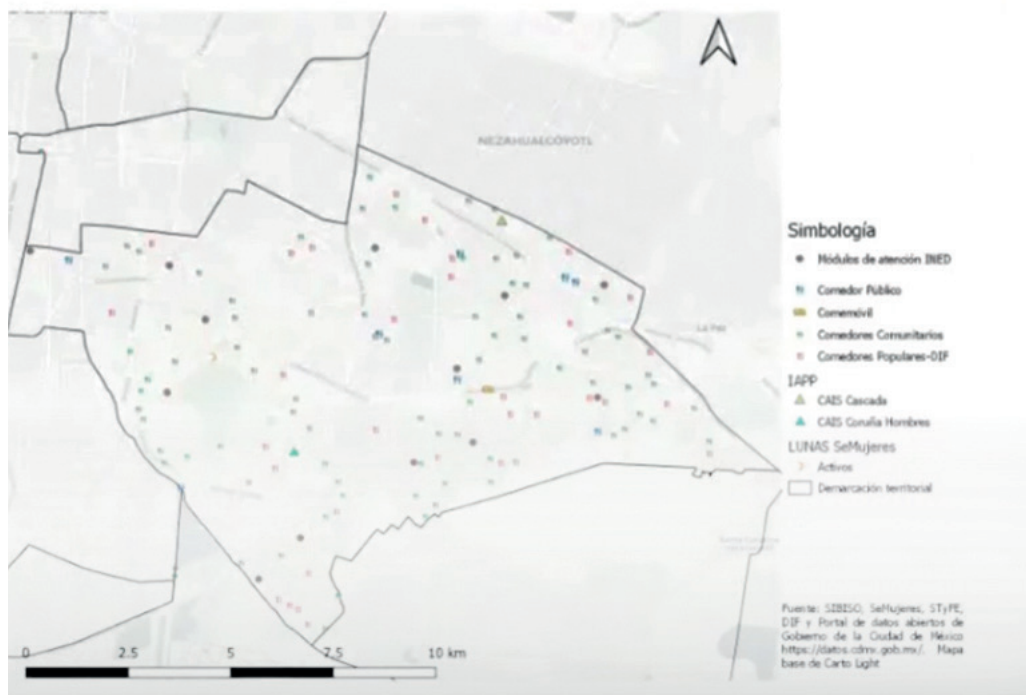 NEZAHUALCÓYOTL
La Paz
Simbología
Módulos de atención INED
Comedor Público
Comemóvil
Comedores Comunitarios
Comedores Populares-DIF
IAPP
CAIS Cascada
CAIS Coruña Hombres
LUNAS SeMujeres
Activos
Demarcación territorial
Fuente: SIBISO, SeMujeres, STyFE,
DIF y Portal de datos abiertos de
Gobierno de la Ciudad de México
https://datos.cdmx.gob.mx/. Mapa
base de Carto Light
0 2.5 5 7.5 10 km